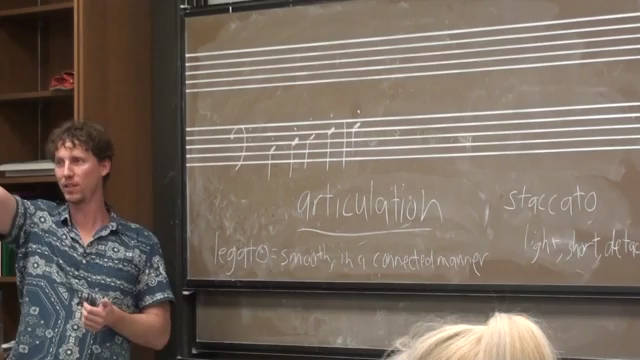 articulation
staccato
light, short, detac
legato = smooth, in a connected manner